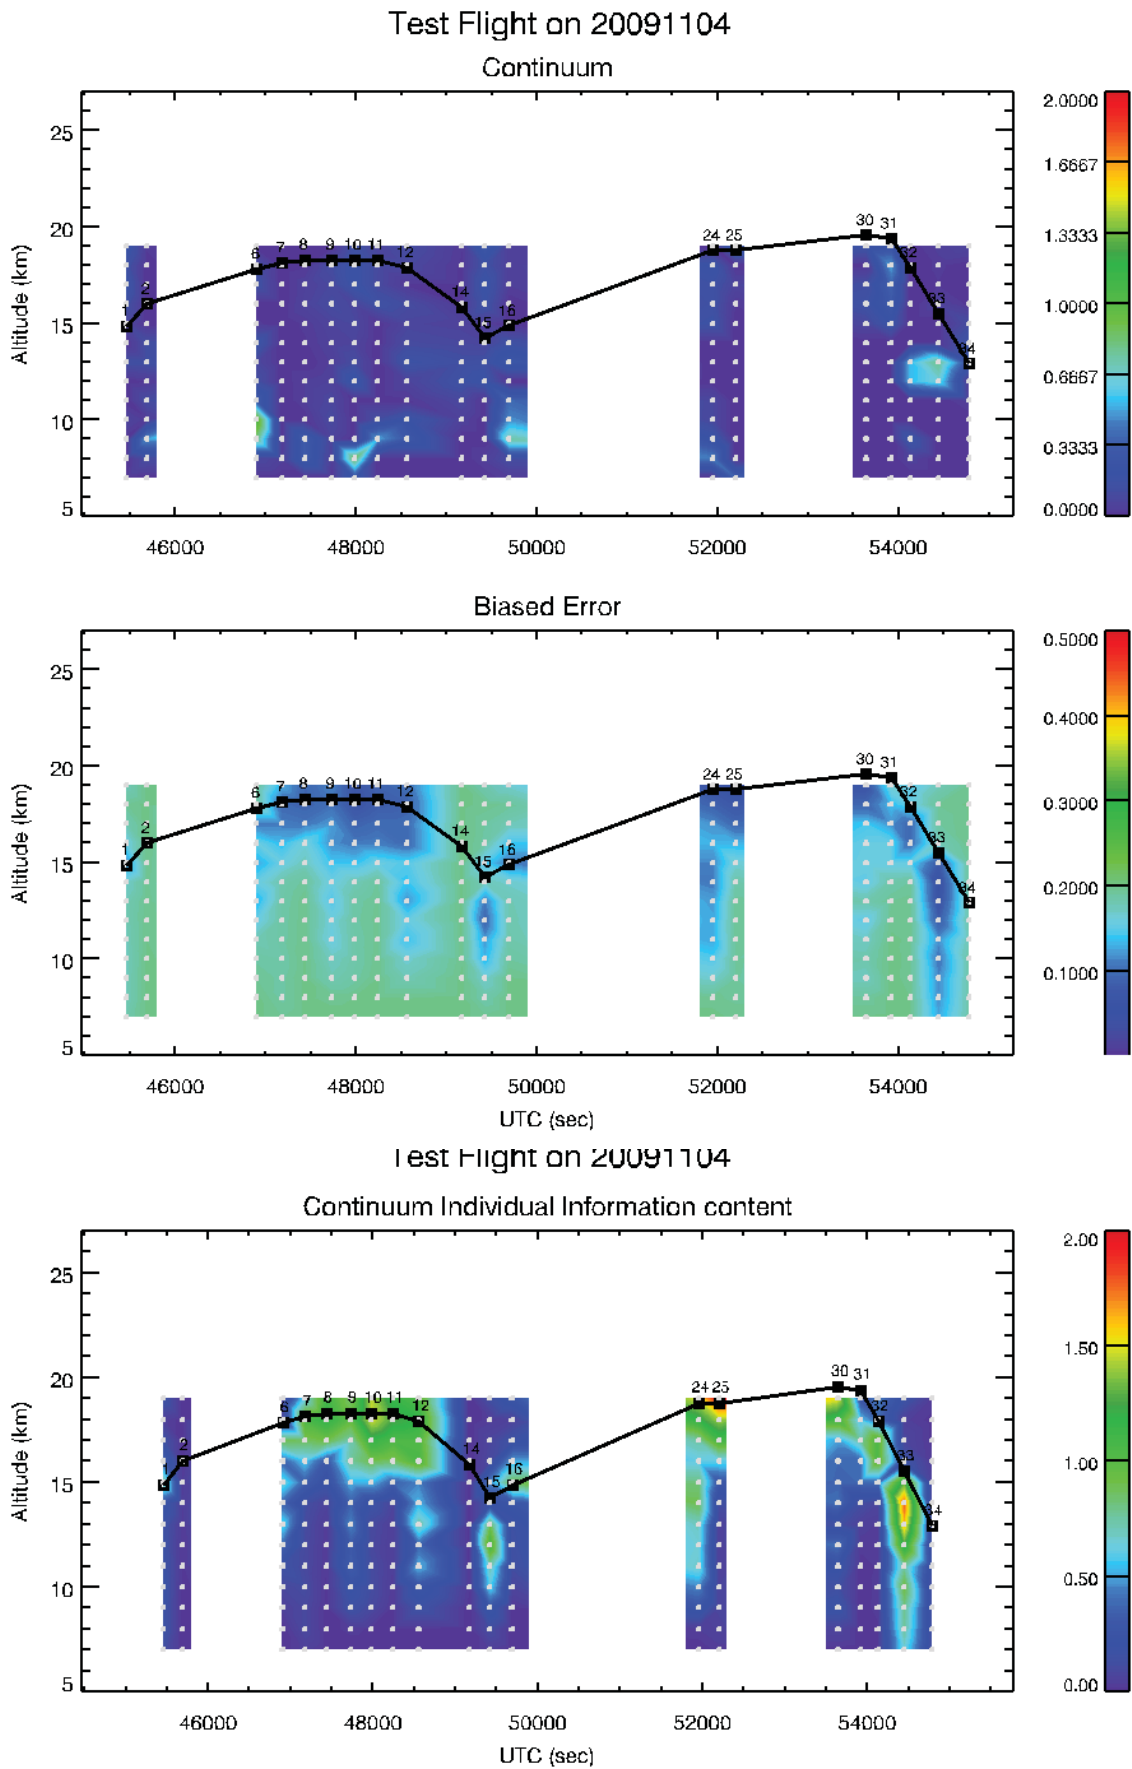 Test Flight on 20091104
Continuum
Altitude (km)
25
20
15
10
5
1 2 6 7 8 9 10 11 12 14 15 16 24 25 30 31 32 33 34
46000 48000 50000 52000 54000
2.0000
1.6667
1.3333
1.0000
0.6667
0.3333
0.0000
Biased Error
Altitude (km)
25
20
15
10
5
1 2 6 7 8 9 10 11 12 14 15 16 24 25 30 31 32 33 34
46000 48000 50000 52000 54000
UTC (sec)
0.5000
0.4000
0.3000
0.2000
0.1000
Test Flight on 20091104
Continuum Individual Information content
Altitude (km)
25
20
15
10
5
1 2 6 7 8 9 10 11 12 14 15 16 24 25 30 31 32 33 34
46000 48000 50000 52000 54000
UTC (sec)
2.00
1.50
1.00
0.50
0.00